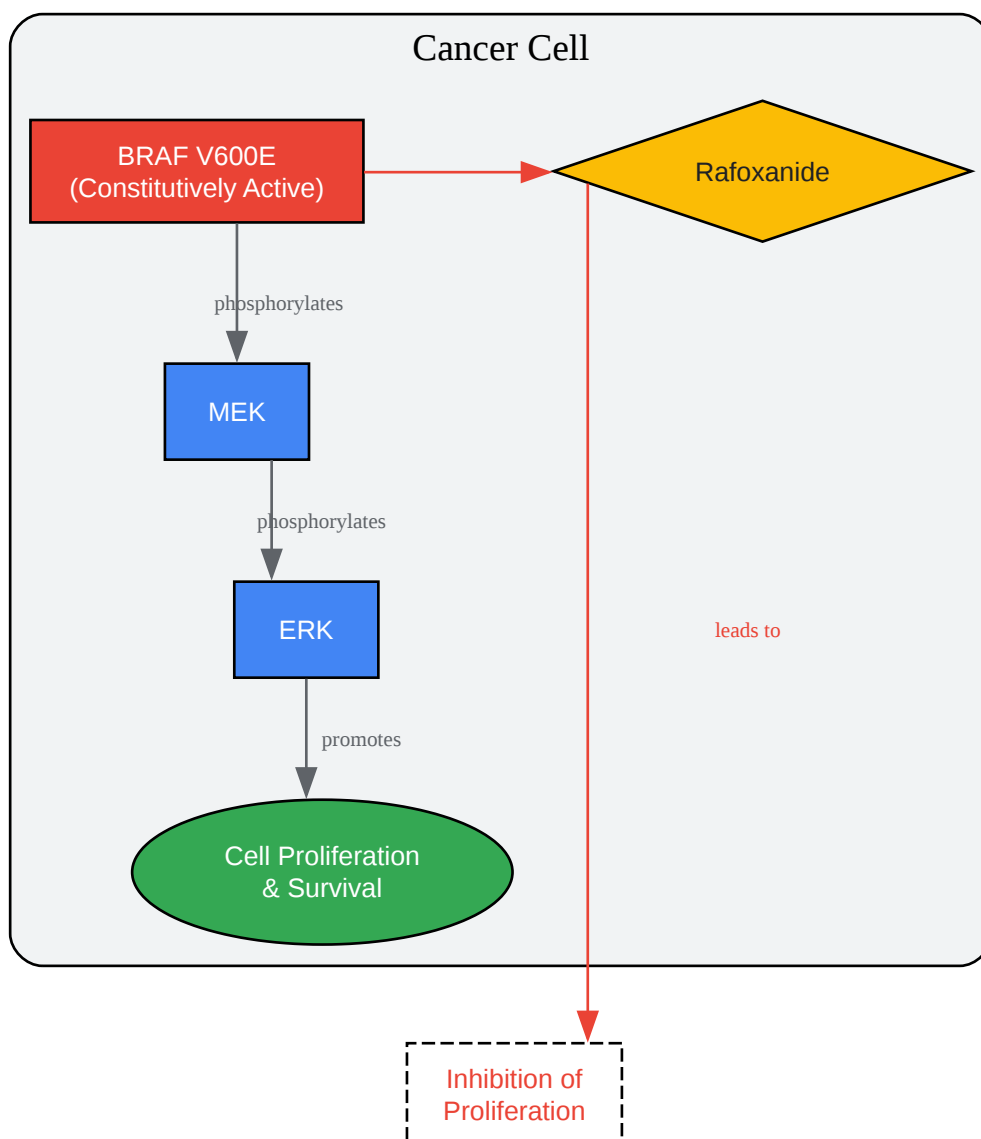 Cancer Cell
BRAF V600E
(Constitutively Active)
Rafoxanide
phosphorylates
MEK
phosphorylates
ERK
leads to
promotes
Cell Proliferation
& Survival
Inhibition of
Proliferation